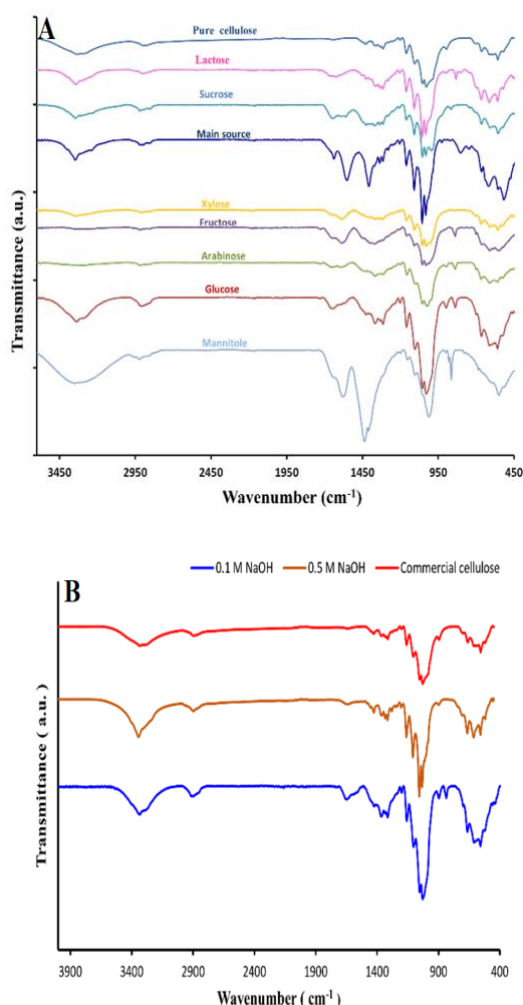 A
Pure cellulose
Lactose
Sucrose
Main source
Xylose
Fructose
Arabinose
Glucose
Mannitole
Transmittance (a.u.)
3450 2950 2450 1950 1450 950 450
Wavenumber (cm-1)
0.1 M NaOH 0.5 M NaOH Commercial cellulose
B
Transmittance ( a.u. )
3900 3400 2900 2400 1900 1400 900 400
Wavenumber ( cm-1 )